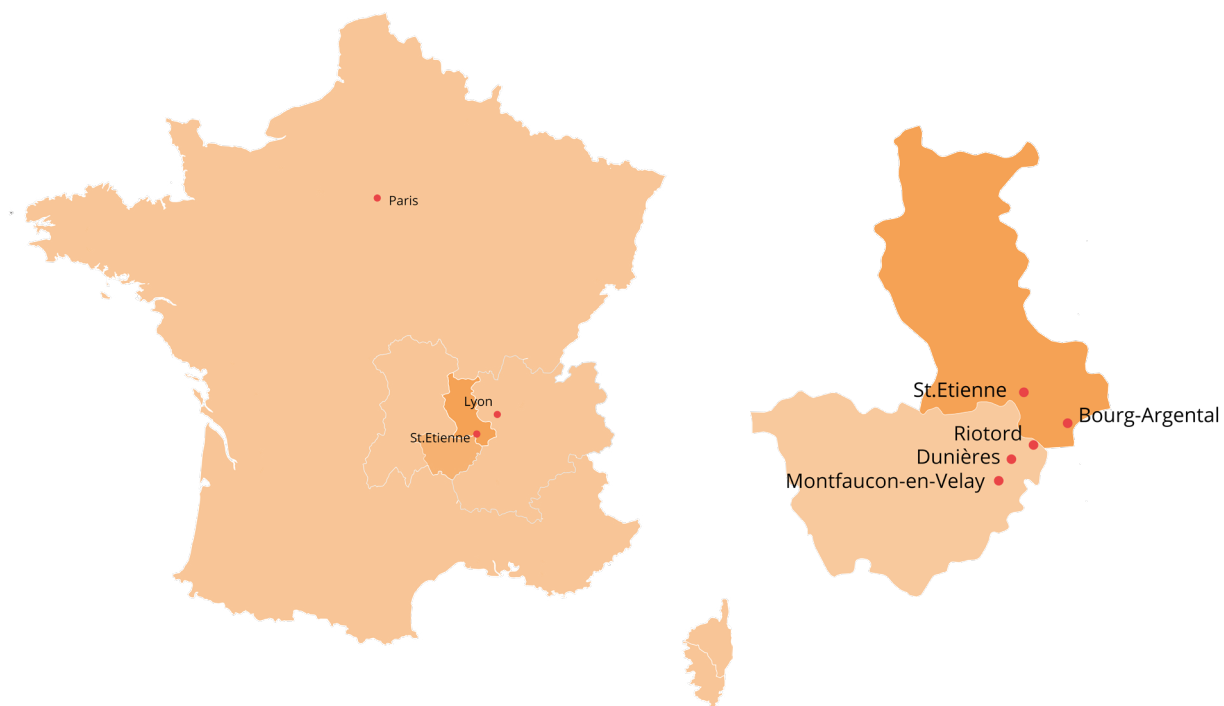 Paris
Lyon
St.Etienne
St.Etienne
Bourg-Argental
Riotord
Dunières
Montfaucon-en-Velay